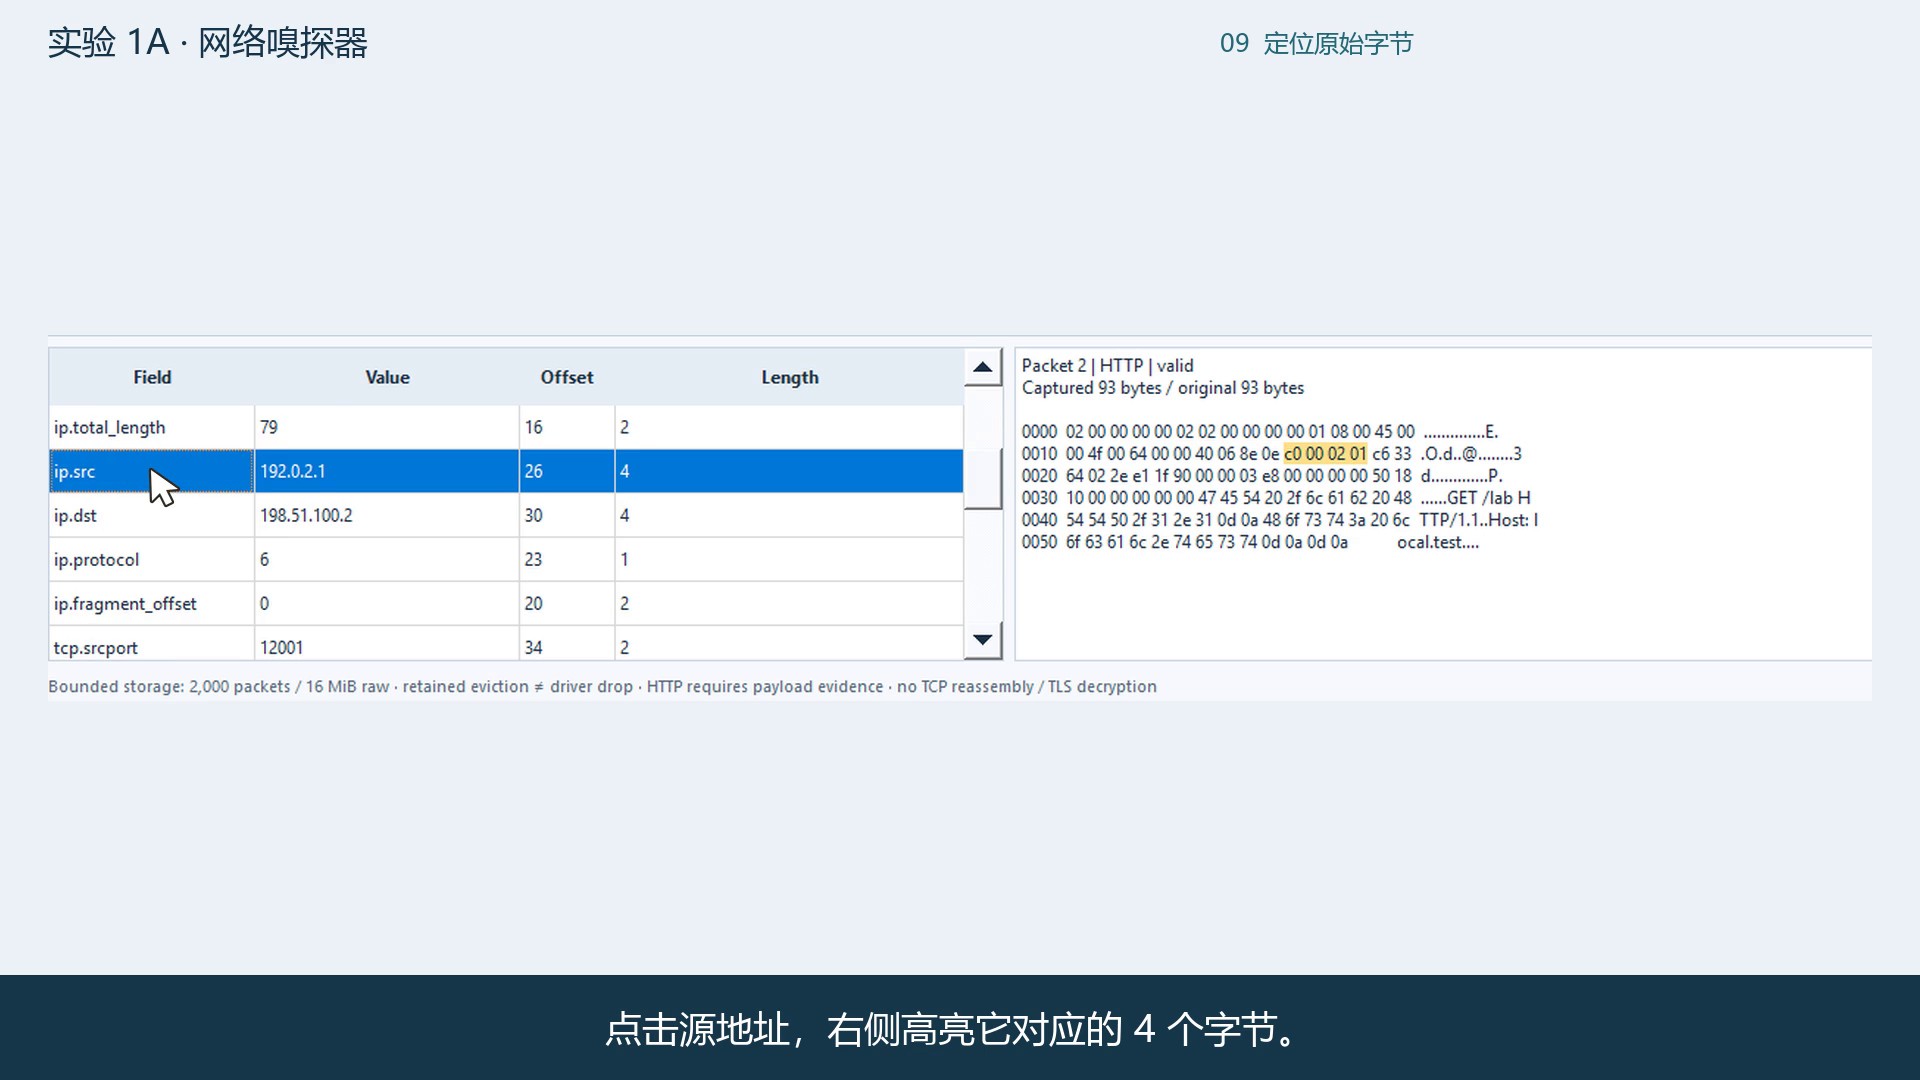 实验 1A · 网络嗅探器
09 定位原始字节
Field Value Offset Length
ip.total_length 79 16 2
ip.src 192.0.2.1 26 4
ip.dst 198.51.100.2 30 4
ip.protocol 6 23 1
ip.fragment_offset 0 20 2
tcp.srcport 12001 34 2
Packet 2 | HTTP | valid
Captured 93 bytes / original 93 bytes
0000 02 00 00 00 00 02 02 00 00 00 00 01 08 00 45 00 ..............E.
0010 00 4f 00 64 00 00 40 06 8e 0e c0 00 02 01 c6 33 .O.d..@........3
0020 64 02 2e e1 1f 90 00 00 03 e8 00 00 00 00 50 18 d.............P.
0030 10 00 00 00 00 00 47 45 54 20 2f 6c 61 62 20 48 ......GET /lab H
0040 54 54 50 2f 31 2e 31 0d 0a 48 6f 73 74 3a 20 6c TTP/1.1..Host: l
0050 6f 63 61 6c 2e 74 65 73 74 0d 0a 0d 0a ocal.test....
Bounded storage: 2,000 packets / 16 MiB raw · retained eviction ≠ driver drop · HTTP requires payload evidence · no TCP reassembly / TLS decryption
点击源地址，右侧高亮它对应的 4 个字节。